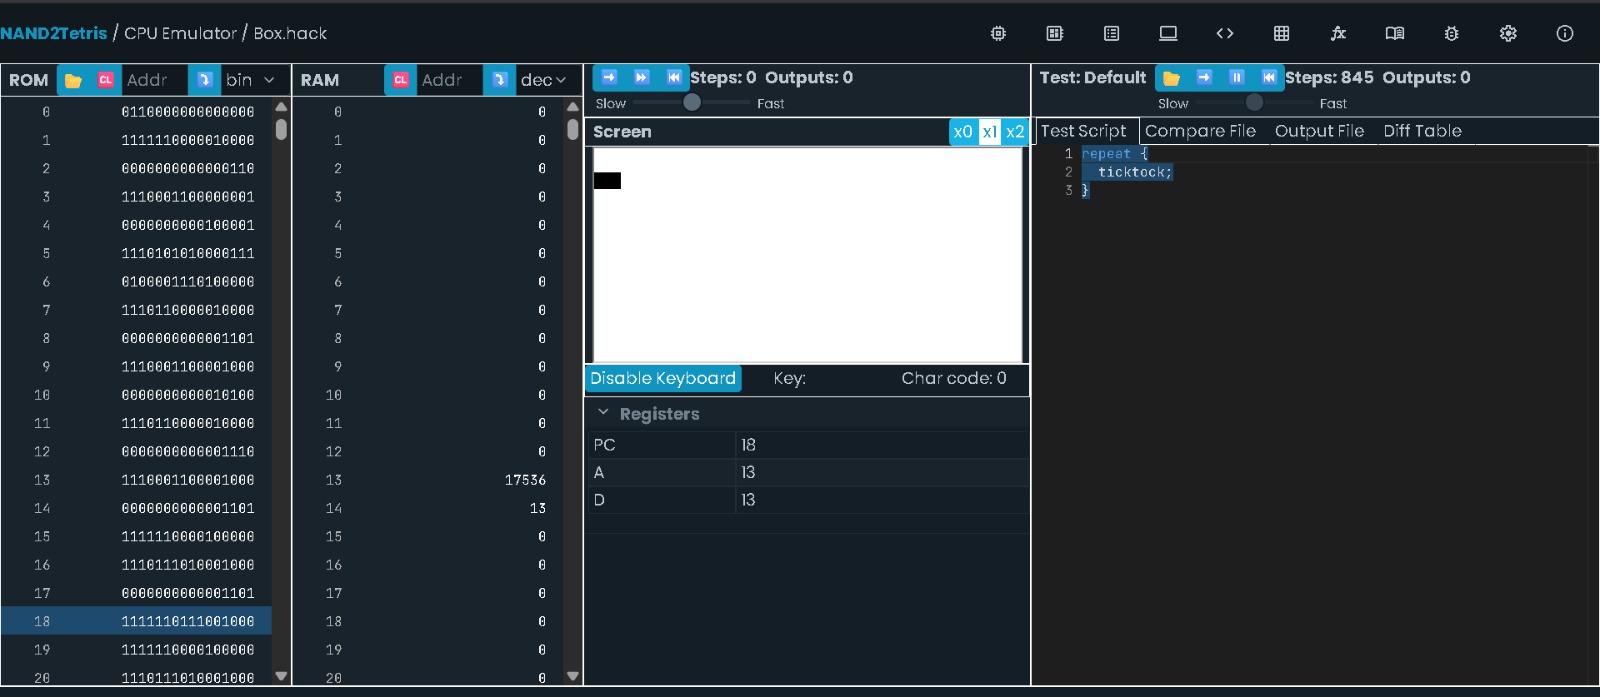 NAND2Tetris / CPU Emulator / Box.hack
ROM CL Addr bin
0 0110000000000000
1 1111110000010000
2 0000000000000110
3 1110001100000001
4 0000000000100001
5 1110101010000111
6 0100001110100000
7 1110110000010000
8 0000000000001101
9 1110001100001000
10 0000000000010100
11 1110110000010000
12 0000000000001110
13 1110001100001000
14 0000000000001101
15 1111110000100000
16 1110111010001000
17 0000000000001101
18 1111110111001000
19 1111110000100000
20 1110111010001000
RAM CL Addr dec
0 0
1 0
2 0
3 0
4 0
5 0
6 0
7 0
8 0
9 0
10 0
11 0
12 0
13 17536
14 13
15 0
16 0
17 0
18 0
19 0
20 0
Steps: 0 Outputs: 0
Slow Fast
Screen x0 x1 x2
Disable Keyboard Key: Char code: 0
Registers
PC 18
A 13
D 13
Test: Default Steps: 845 Outputs: 0
Slow Fast
Test Script Compare File Output File Diff Table
1 repeat {
2 ticktock;
3 }